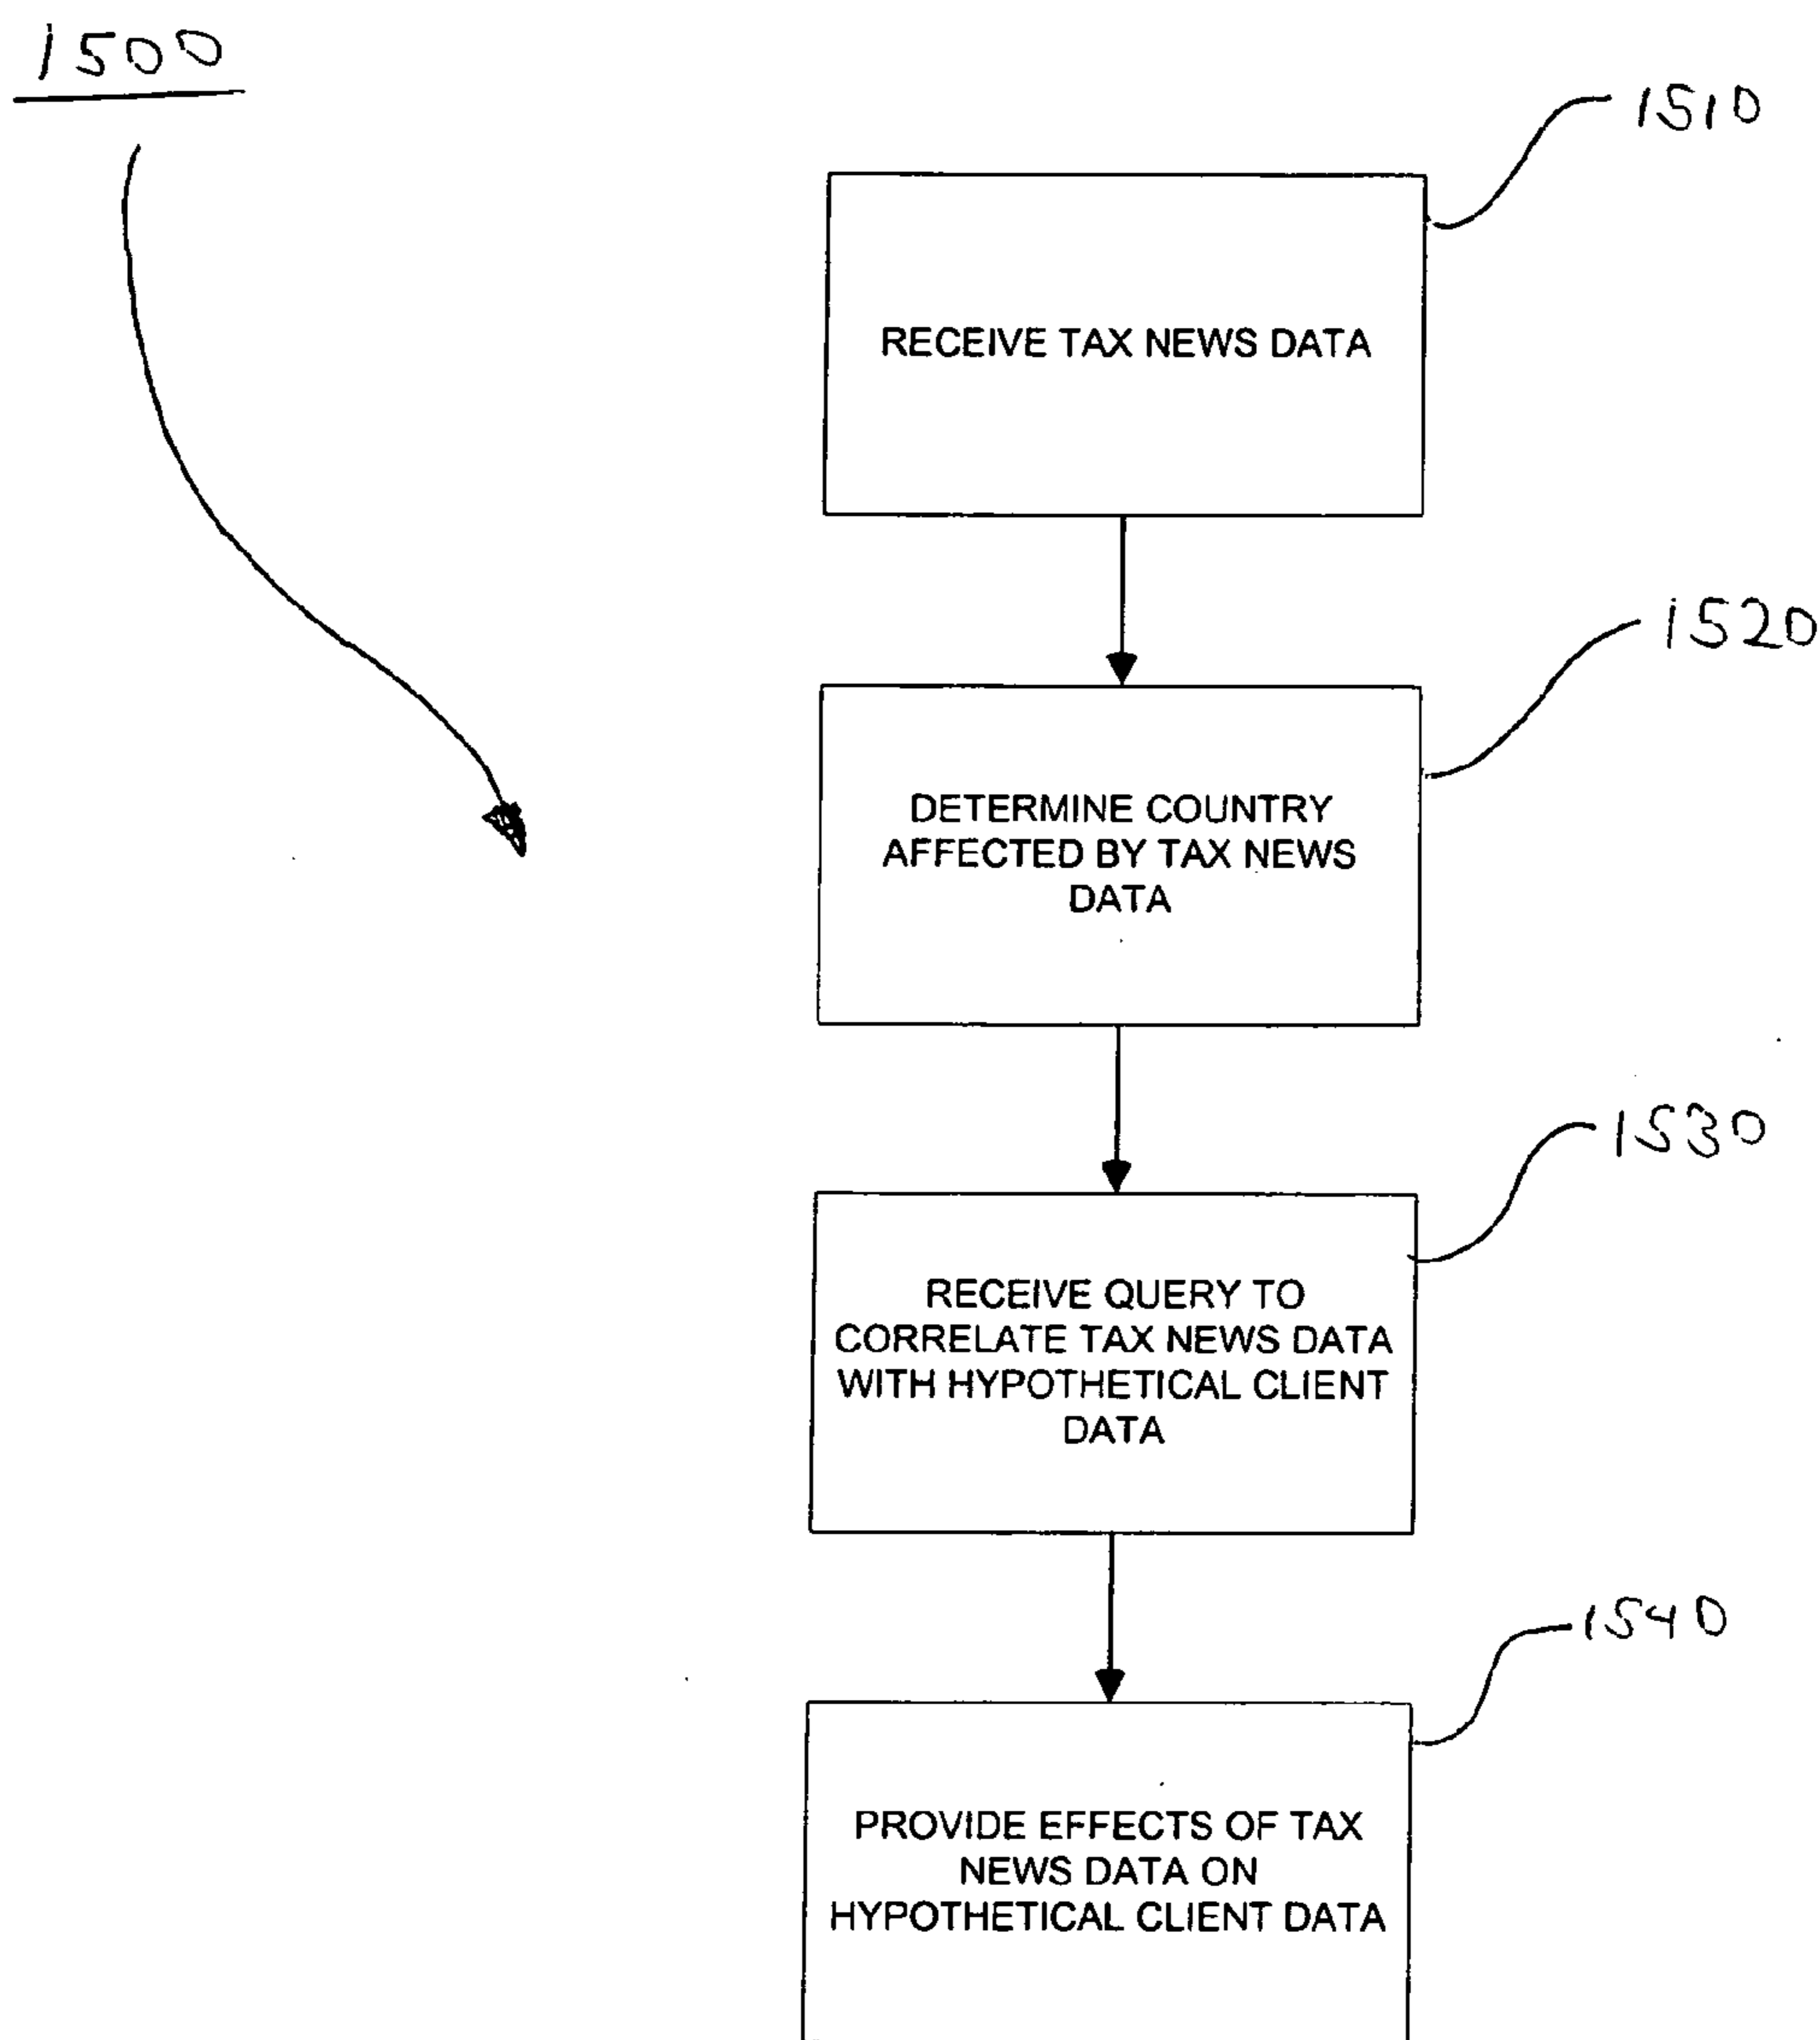 1500
1510
RECEIVE TAX NEWS DATA
1520
DETERMINE COUNTRY
AFFECTED BY TAX NEWS
DATA
1530
RECEIVE QUERY TO
CORRELATE TAX NEWS DATA
WITH HYPOTHETICAL CLIENT
DATA
1540
PROVIDE EFFECTS OF TAX
NEWS DATA ON
HYPOTHETICAL CLIENT DATA